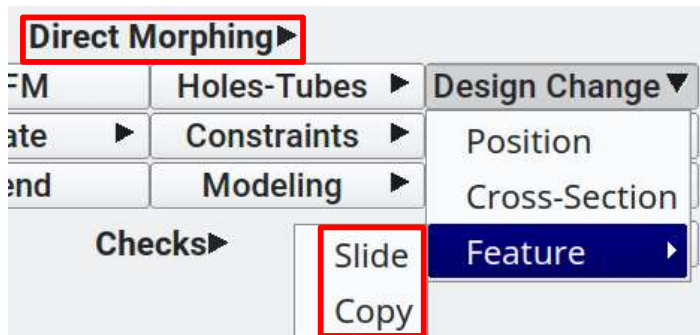 Direct Morphing
FM Holes-Tubes Design Change
ate Constraints Position
end Modeling Cross-Section
Checks Slide Feature
Copy